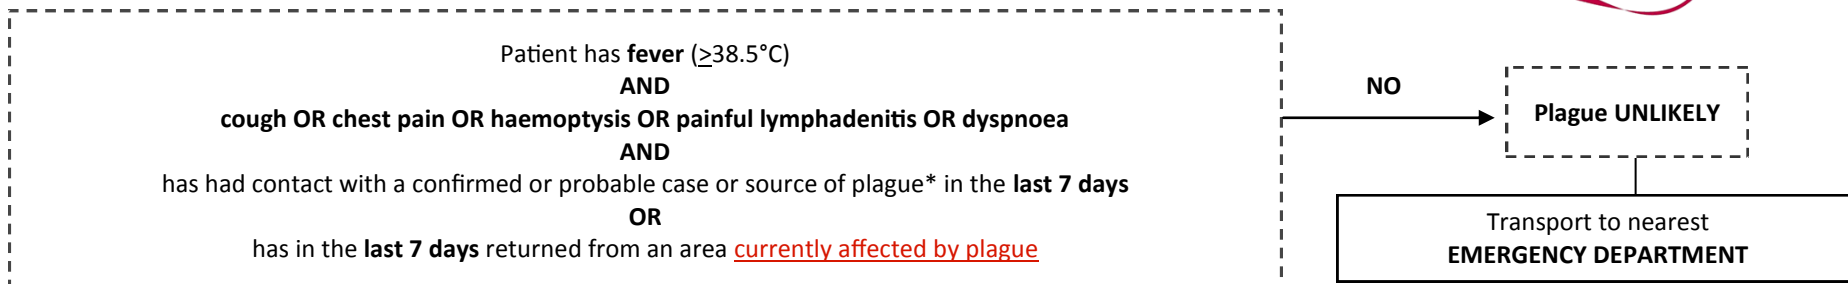 Patient has fever (≥38.5°C)
AND
cough OR chest pain OR haemoptysis OR painful lymphadenitis OR dyspnoea
AND
has had contact with a confirmed or probable case or source of plague* in the last 7 days
OR
has in the last 7 days returned from an area currently affected by plague
NO
Plague UNLIKELY
Transport to nearest
EMERGENCY DEPARTMENT